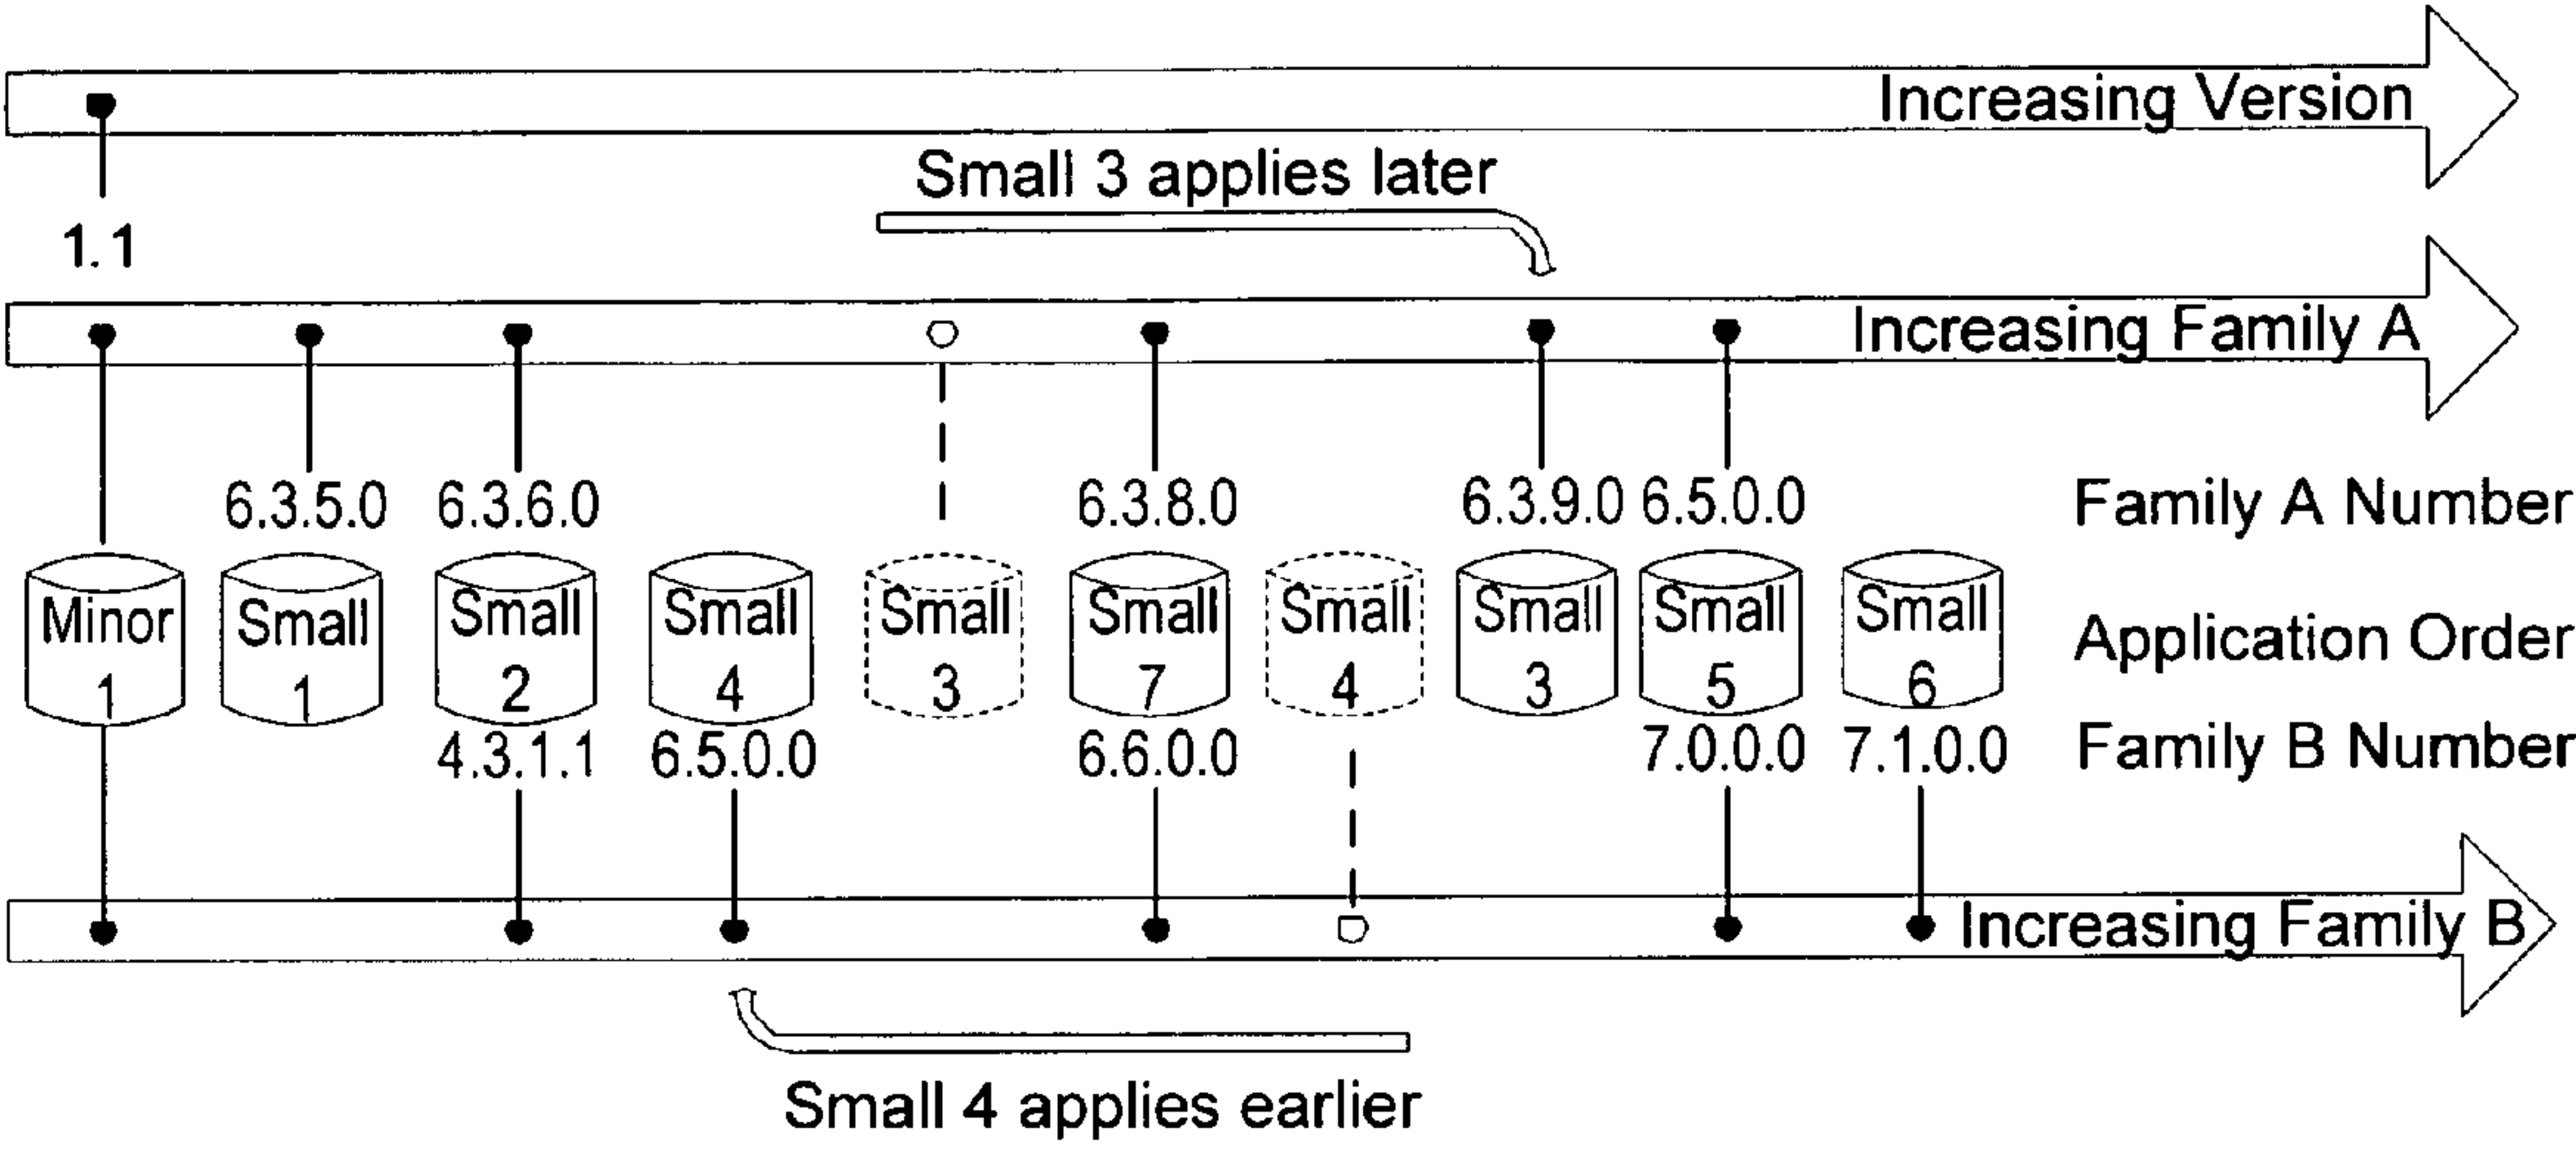 Increasing Version
Small 3 applies later
1.1
Increasing Family A
6.3.5.0 6.3.6.0 6.3.8.0 6.3.9.0 6.5.0.0 Family A Number
Minor Small Small Small Small Small Small Small Small Small
Application Order
1 1 2 4 3 7 4 3 5 6
4.3.1.1 6.5.0.0 6.6.0.0 7.0.0.0 7.1.0.0 Family B Number
Increasing Family B
Small 4 applies earlier